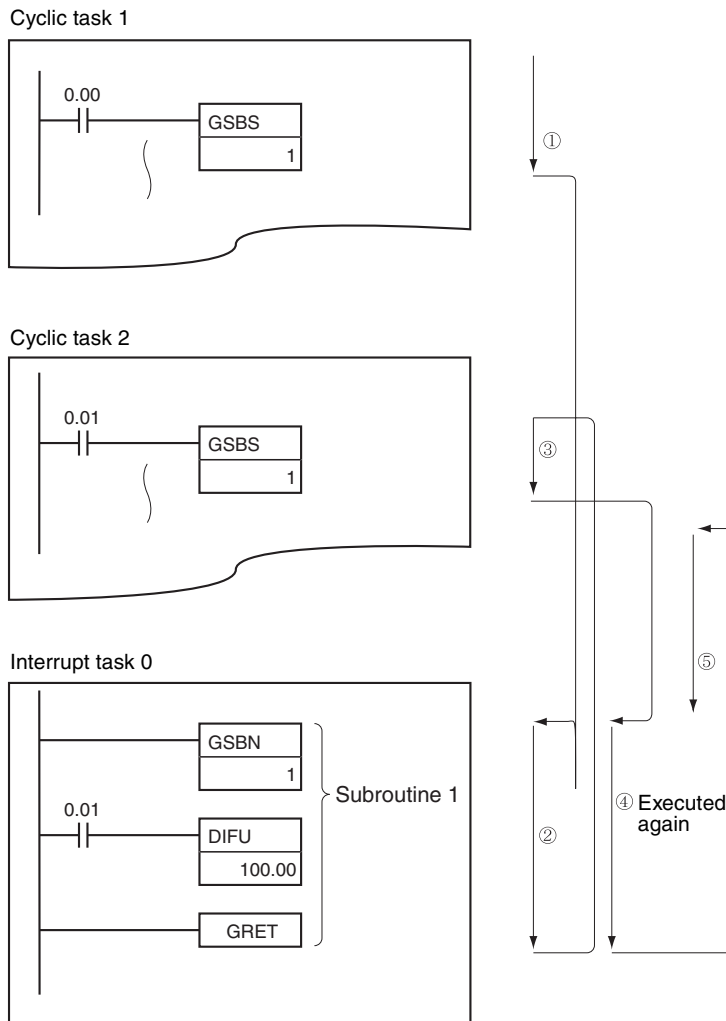 Cyclic task 1
0.00
GSBS
1
①
Cyclic task 2
0.01
GSBS
1
③
⑤
Interrupt task 0
GSBN
1
Subroutine 1
0.01
DIFU
100.00
②
④ Executed
again
GRET